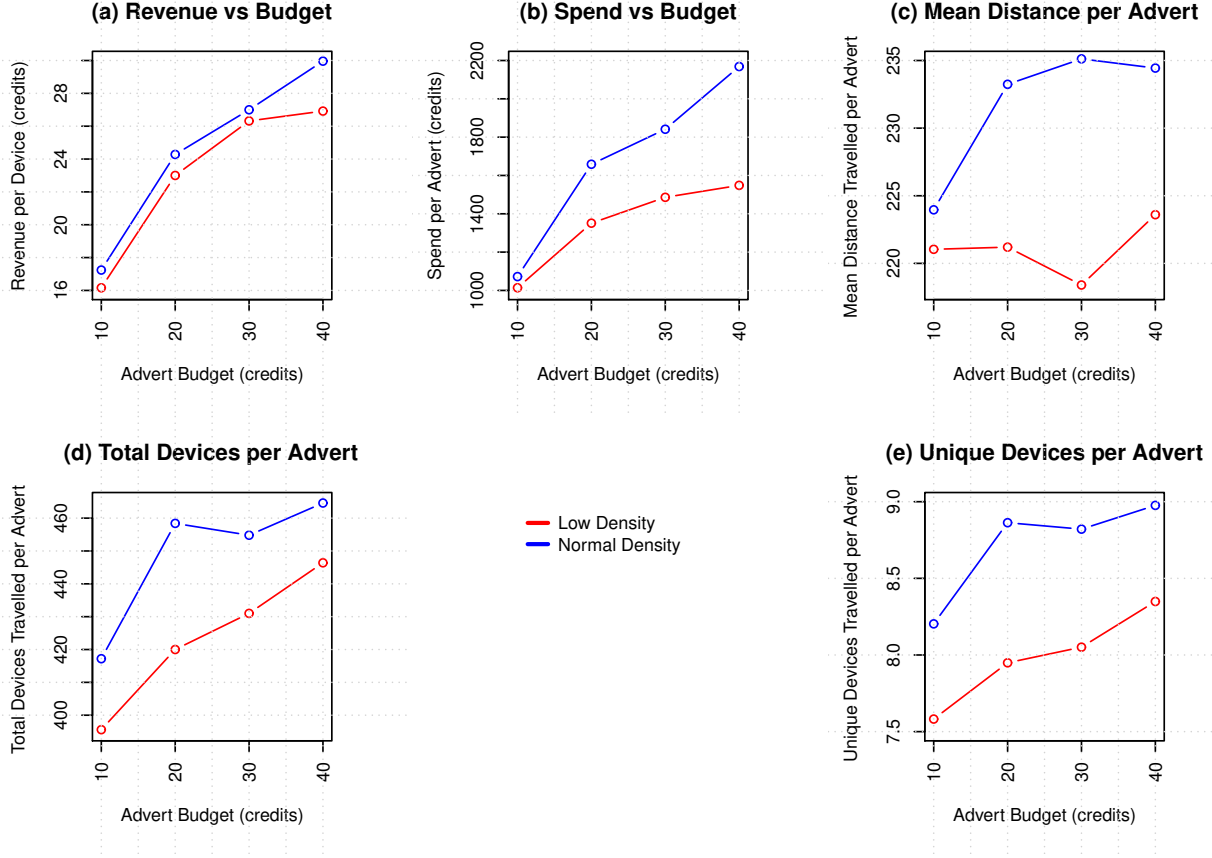 (a) Revenue vs Budget
Revenue per Device (credits)
16 20 24 28
10 20 30 40
Advert Budget (credits)
(b) Spend vs Budget
Spend per Advert (credits)
1000 1400 1800 2200
10 20 30 40
Advert Budget (credits)
(c) Mean Distance per Advert
Mean Distance Travelled per Advert
220 225 230 235
10 20 30 40
Advert Budget (credits)
(d) Total Devices per Advert
Total Devices Travelled per Advert
400 420 440 460
10 20 30 40
Advert Budget (credits)
Low Density
Normal Density
(e) Unique Devices per Advert
Unique Devices Travelled per Advert
7.5 8.0 8.5 9.0
10 20 30 40
Advert Budget (credits)